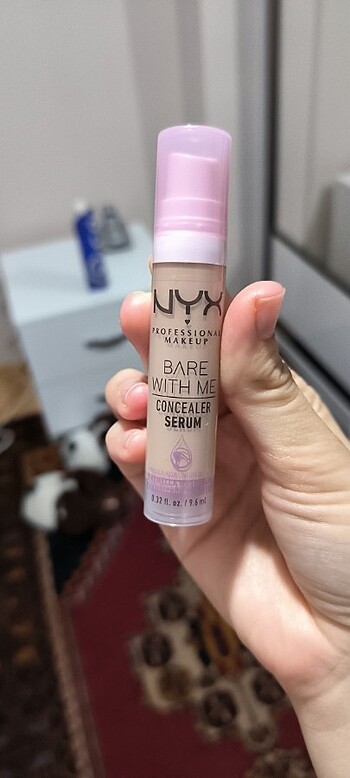 NYX
PROFESSIONAL
MAKEUP
BARE
WITH ME
CONCEALER
SERUM
0.32 fl. oz. / 9.6 ml